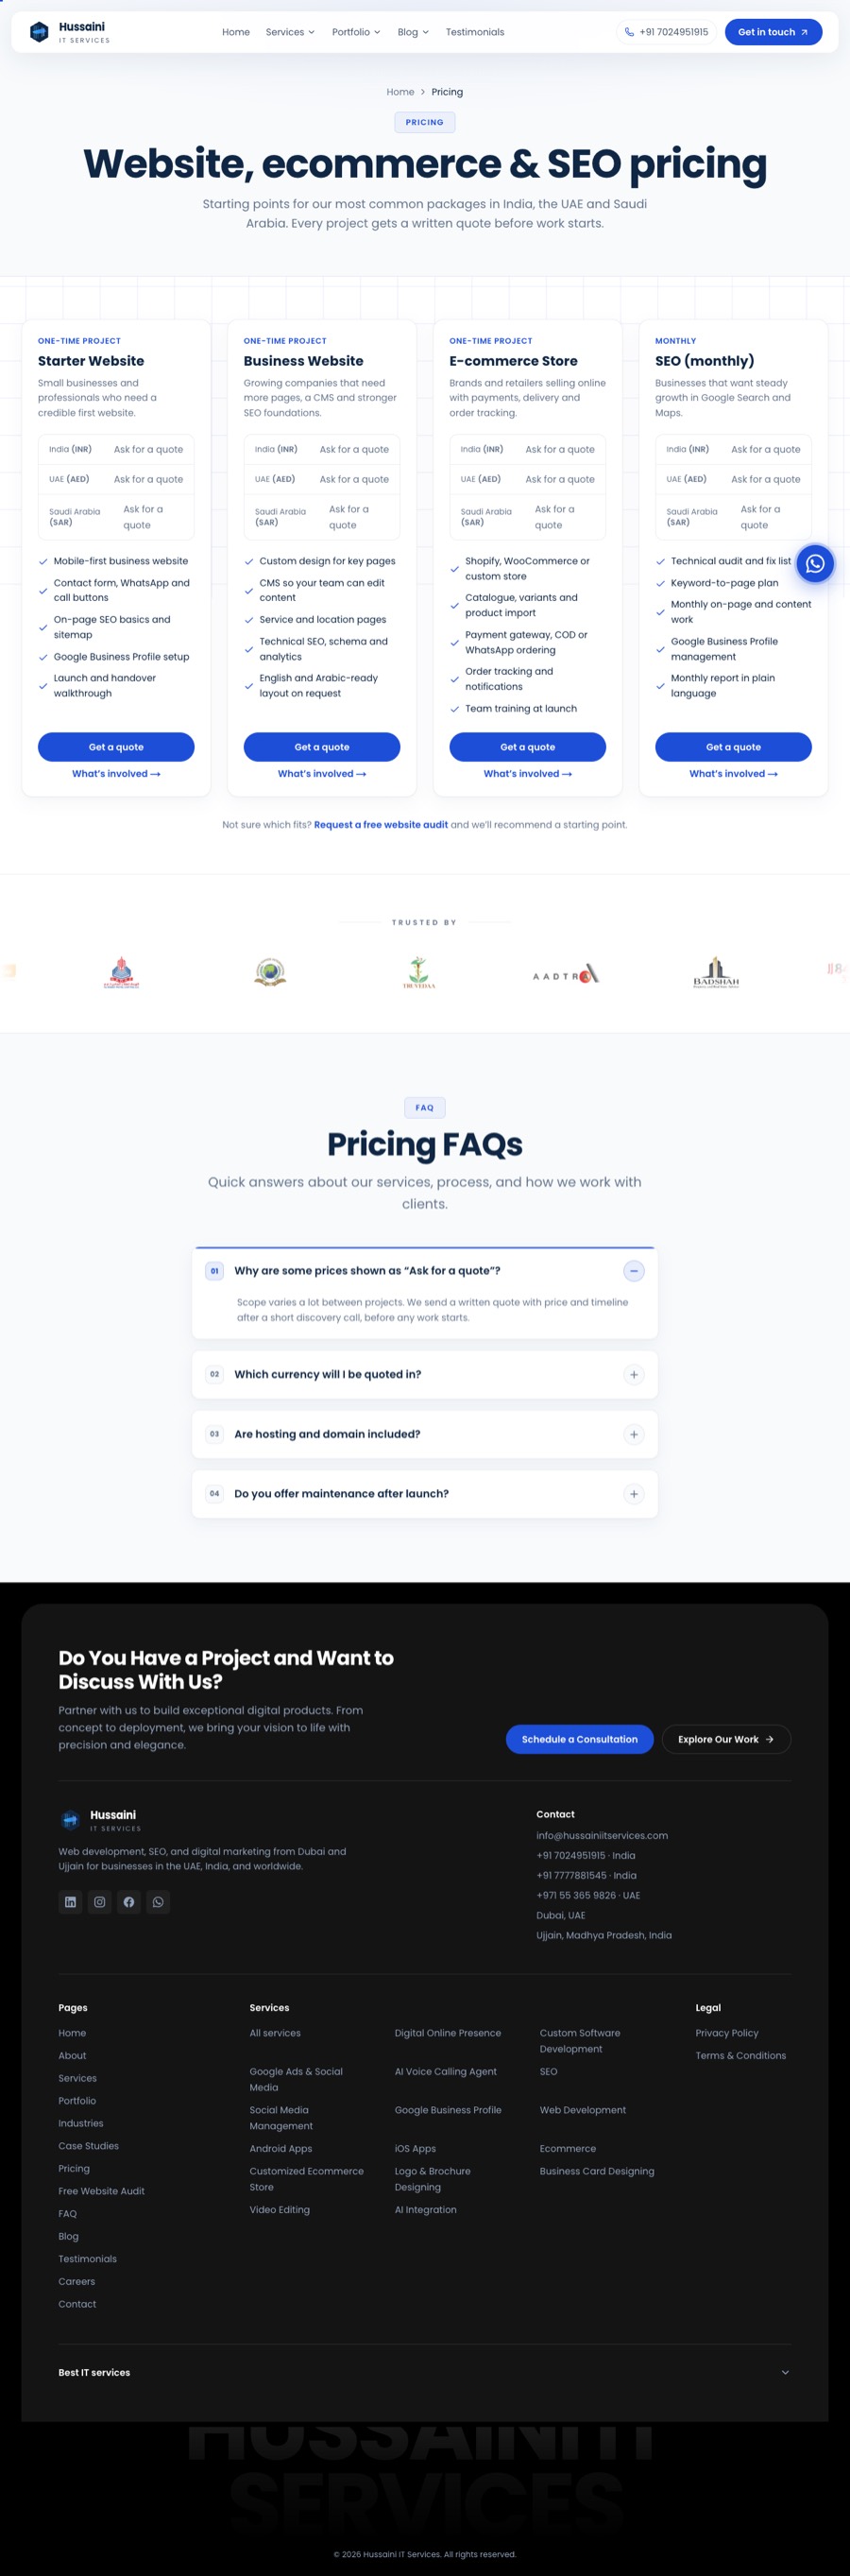 Hussaini
IT SERVICES
Home
Services
Portfolio
Blog
Testimonials
+91 7024951915
Get in touch
Home > Pricing
PRICING
Website, ecommerce & SEO pricing
Starting points for our most common packages in India, the UAE and Saudi
Arabia. Every project gets a written quote before work starts.
ONE-TIME PROJECT
Starter Website
Small businesses and
professionals who need a
credible first website.
India (INR) Ask for a quote
UAE (AED) Ask for a quote
Saudi Arabia (SAR) Ask for a quote
Mobile-first business website
Contact form, WhatsApp and
call buttons
On-page SEO basics and
sitemap
Google Business Profile setup
Launch and handover
walkthrough
Get a quote
What's involved →
ONE-TIME PROJECT
Business Website
Growing companies that need
more pages, a CMS and stronger
SEO foundations.
India (INR) Ask for a quote
UAE (AED) Ask for a quote
Saudi Arabia (SAR) Ask for a quote
Custom design for key pages
CMS so your team can edit
content
Service and location pages
Technical SEO, schema and
analytics
English and Arabic-ready
layout on request
Get a quote
What's involved →
ONE-TIME PROJECT
E-commerce Store
Brands and retailers selling online
with payments, delivery and
order tracking.
India (INR) Ask for a quote
UAE (AED) Ask for a quote
Saudi Arabia (SAR) Ask for a quote
Shopify, WooCommerce or
custom store
Catalogue, variants and
product import
Payment gateway, COD or
WhatsApp ordering
Order tracking and
notifications
Team training at launch
Get a quote
What's involved →
MONTHLY
SEO (monthly)
Businesses that want steady
growth in Google Search and
Maps.
India (INR) Ask for a quote
UAE (AED) Ask for a quote
Saudi Arabia (SAR) Ask for a quote
Technical audit and fix list
Keyword-to-page plan
Monthly on-page and content
work
Google Business Profile
management
Monthly report in plain
language
Get a quote
What's involved →
Not sure which fits? Request a free website audit and we'll recommend a starting point.
TRUSTED BY
TRUVEDAA
AADTRA
BADSHAH
FAQ
Pricing FAQs
Quick answers about our services, process, and how we work with
clients.
01 Why are some prices shown as “Ask for a quote”?
Scope varies a lot between projects. We send a written quote with price and timeline
after a short discovery call, before any work starts.
02 Which currency will I be quoted in?
03 Are hosting and domain included?
04 Do you offer maintenance after launch?
Do You Have a Project and Want to
Discuss With Us?
Partner with us to build exceptional digital products. From
concept to deployment, we bring your vision to life with
precision and elegance.
Schedule a Consultation
Explore Our Work →
Hussaini
IT SERVICES
Web development, SEO, and digital marketing from Dubai and
Ujjain for businesses in the UAE, India, and worldwide.
Contact
info@hussainiitservices.com
+91 7024951915 · India
+91 7777881545 · India
+971 55 365 9826 · UAE
Dubai, UAE
Ujjain, Madhya Pradesh, India
Pages
Home
About
Services
Portfolio
Industries
Case Studies
Pricing
Free Website Audit
FAQ
Blog
Testimonials
Careers
Contact
Services
All services
Digital Online Presence
Custom Software
Development
Google Ads & Social
Media
AI Voice Calling Agent
SEO
Social Media
Management
Google Business Profile
Web Development
Android Apps
iOS Apps
Ecommerce
Customized Ecommerce
Store
Logo & Brochure
Designing
Business Card Designing
Video Editing
AI Integration
Legal
Privacy Policy
Terms & Conditions
Best IT services
HUSSAINI IT
SERVICES
© 2026 Hussaini IT Services. All rights reserved.